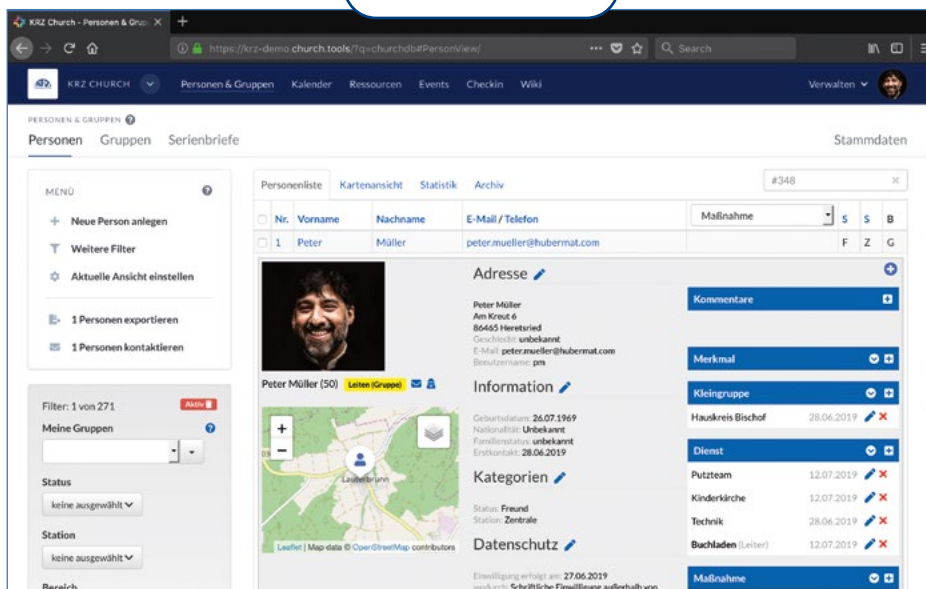 KRZ Church - Personen & Grup X +
https://krz-demo.church.tools/?q=churchdb#PersonView/
Search
KRZ CHURCH Personen & Gruppen Kalender Ressourcen Events Checkin Wiki Verwalten
PERSONEN & GRUPPEN
Personen Gruppen Serienbriefe Stammdaten
MENÜ
+ Neue Person anlegen
Weitere Filter
Aktuelle Ansicht einstellen
1 Personen exportieren
1 Personen kontaktieren
Filter: 1 von 271 Aktiv
Meine Gruppen
Status
keine ausgewählt
Station
keine ausgewählt
Bereich
Personenliste Kartenansicht Statistik Archiv #348
Nr. Vorname Nachname E-Mail / Telefon Maßnahme S S B
1 Peter Müller peter.mueller@hubermat.com F Z G
Peter Müller (50) Leiten (Gruppe)
+
−
Lauterbrunn
Leaflet | Map data © OpenStreetMap contributors
Adresse
Peter Müller
Am Kreut 6
86465 Heretsried
Geschlecht: unbekannt
E-Mail: peter.mueller@hubermat.com
Benutzername: pm
Information
Geburtsdatum: 26.07.1969
Nationalität: Unbekannt
Familienstatus: unbekannt
Erstkontakt: 28.06.2019
Kategorien
Status: Freund
Station: Zentrale
Datenschutz
Einwilligung erfolgt am: 27.06.2019
Schriftliche Einwilligung außerhalb von
Kommentare
Merkmal
Kleingruppe
Hauskreis Bischof 28.06.2019
Dienst
Putzteam 12.07.2019
Kinderkirche 12.07.2019
Technik 28.06.2019
Buchladen (Leiter) 12.07.2019
Maßnahme